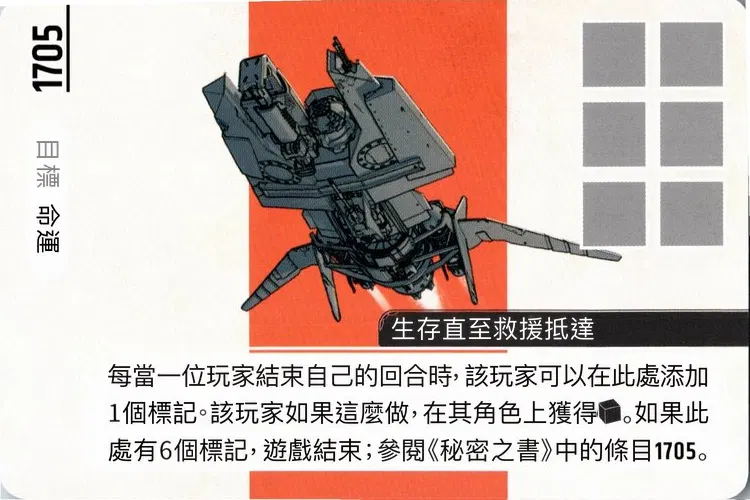 1705
目標 命運
生存直至救援抵達
每當一位玩家結束自己的回合時，該玩家可以在此處添加
1個標記。該玩家如果這麼做，在其角色上獲得。如果此
處有6個標記，遊戲結束；參閱《秘密之書》中的條目1705。